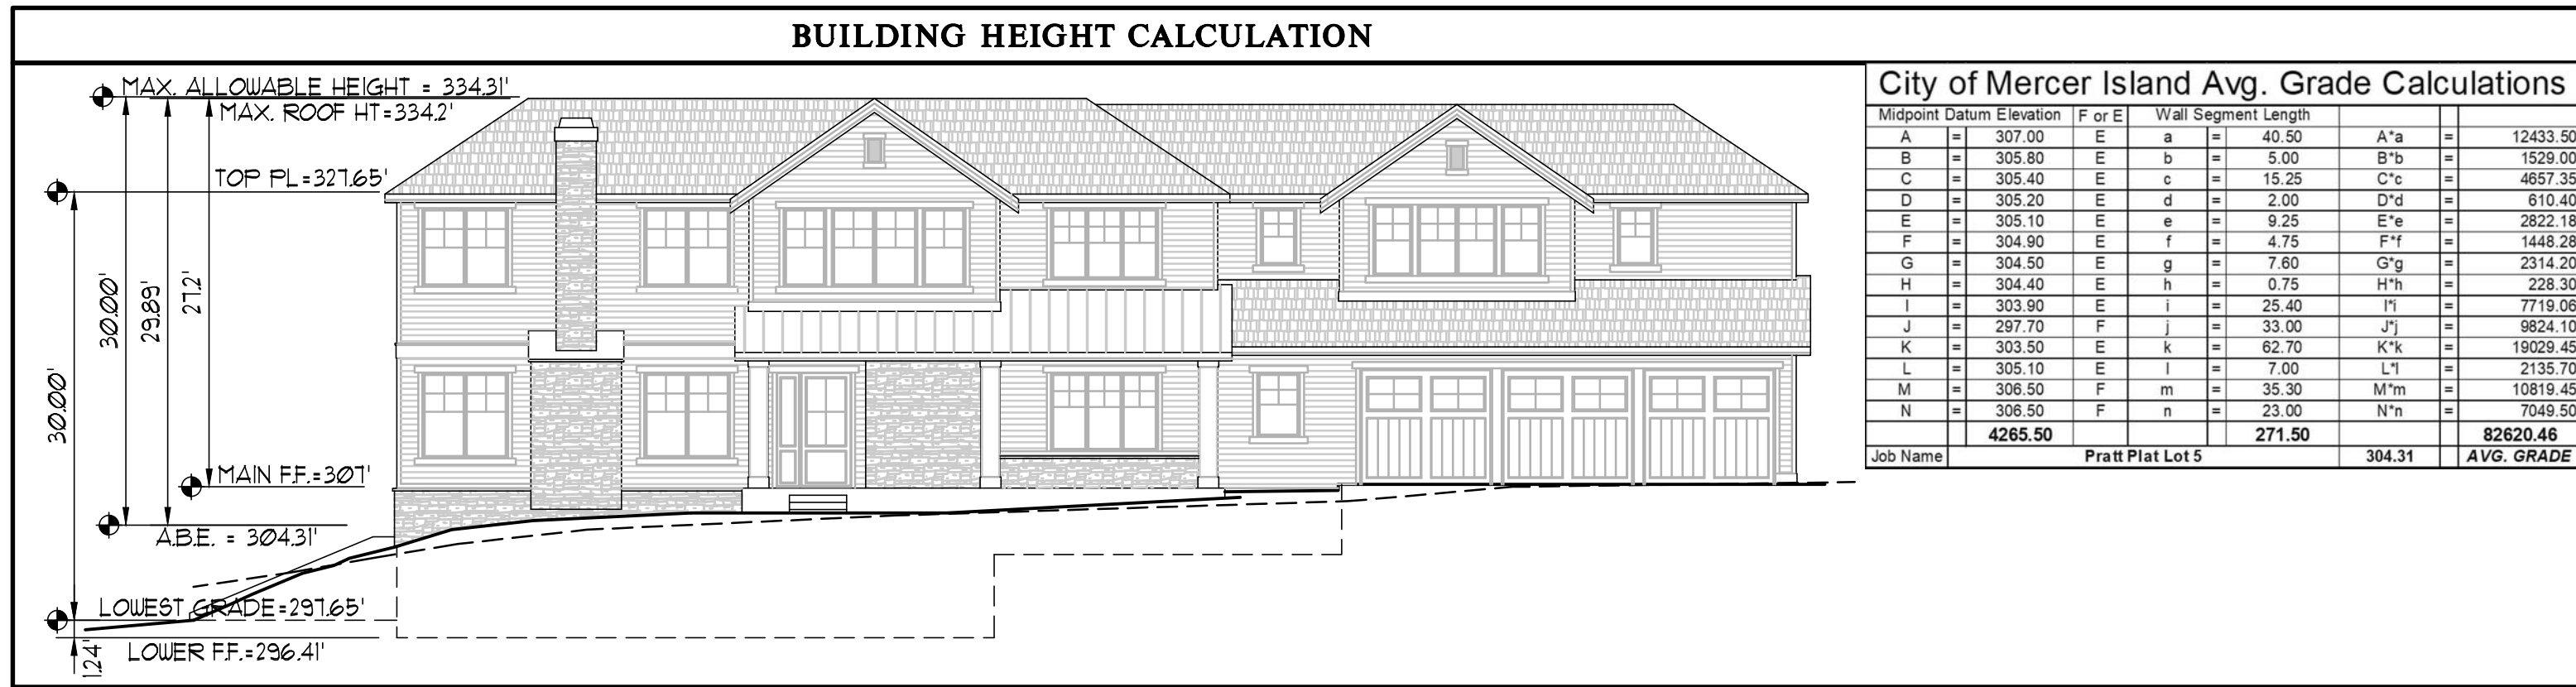 BUILDING HEIGHT CALCULATION
MAX. ALLOWABLE HEIGHT = 334.31'
MAX. ROOF HT=334.2'
TOP PL=327.65'
30.00'
29.89'
27.2'
30.00'
MAIN F.F.=307'
A.B.E. = 304.31'
LOWEST GRADE=297.65'
LOWER F.F.=296.41'
1.24'
City of Mercer Island Avg. Grade Calculations
Midpoint Datum Elevation F or E Wall Segment Length
A = 307.00 E a = 40.50 A*a = 12433.50
B = 305.80 E b = 5.00 B*b = 1529.00
C = 305.40 E c = 15.25 C*c = 4657.35
D = 305.20 E d = 2.00 D*d = 610.40
E = 305.10 E e = 9.25 E*e = 2822.18
F = 304.90 E f = 4.75 F*f = 1448.28
G = 304.50 E g = 7.60 G*g = 2314.20
H = 304.40 E h = 0.75 H*h = 228.30
I = 303.90 E i = 25.40 I*i = 7719.06
J = 297.70 F j = 33.00 J*j = 9824.10
K = 303.50 E k = 62.70 K*k = 19029.45
L = 305.10 E l = 7.00 L*l = 2135.70
M = 306.50 F m = 35.30 M*m = 10819.45
N = 306.50 F n = 23.00 N*n = 7049.50
4265.50 271.50 82620.46
Job Name Pratt Plat Lot 5 304.31 AVG. GRADE